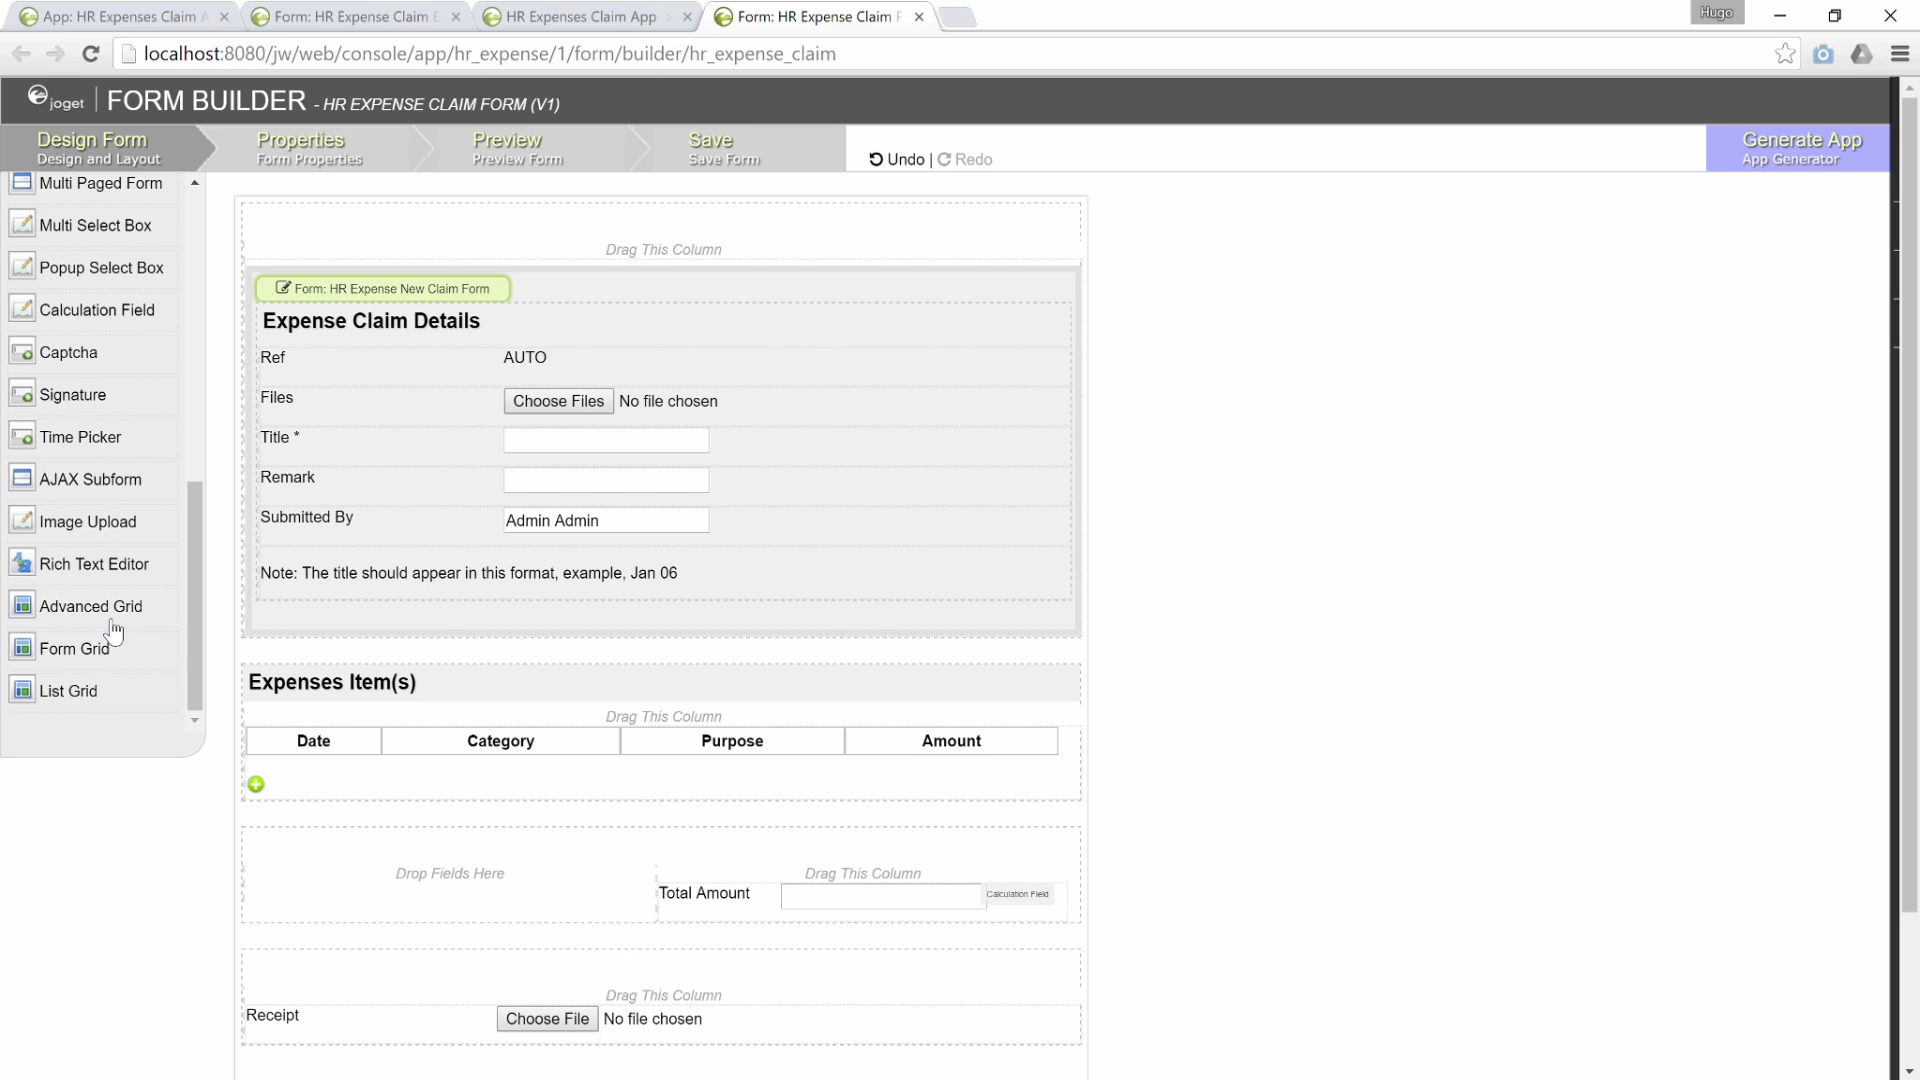 App: HR Expenses Claim A
Form: HR Expense Claim E
HR Expenses Claim App
Form: HR Expense Claim F
Hugo
localhost:8080/jw/web/console/app/hr_expense/1/form/builder/hr_expense_claim
joget | FORM BUILDER - HR EXPENSE CLAIM FORM (V1)
Design Form
Design and Layout
Properties
Form Properties
Preview
Preview Form
Save
Save Form
Undo | Redo
Generate App
App Generator
Multi Paged Form
Multi Select Box
Popup Select Box
Calculation Field
Captcha
Signature
Time Picker
AJAX Subform
Image Upload
Rich Text Editor
Advanced Grid
Form Grid
List Grid
Drag This Column
Form: HR Expense New Claim Form
Expense Claim Details
Ref AUTO
Files Choose Files No file chosen
Title *
Remark
Submitted By Admin Admin
Note: The title should appear in this format, example, Jan 06
Expenses Item(s)
Drag This Column
Date Category Purpose Amount
Drop Fields Here
Drag This Column
Total Amount Calculation Field
Drag This Column
Receipt Choose File No file chosen